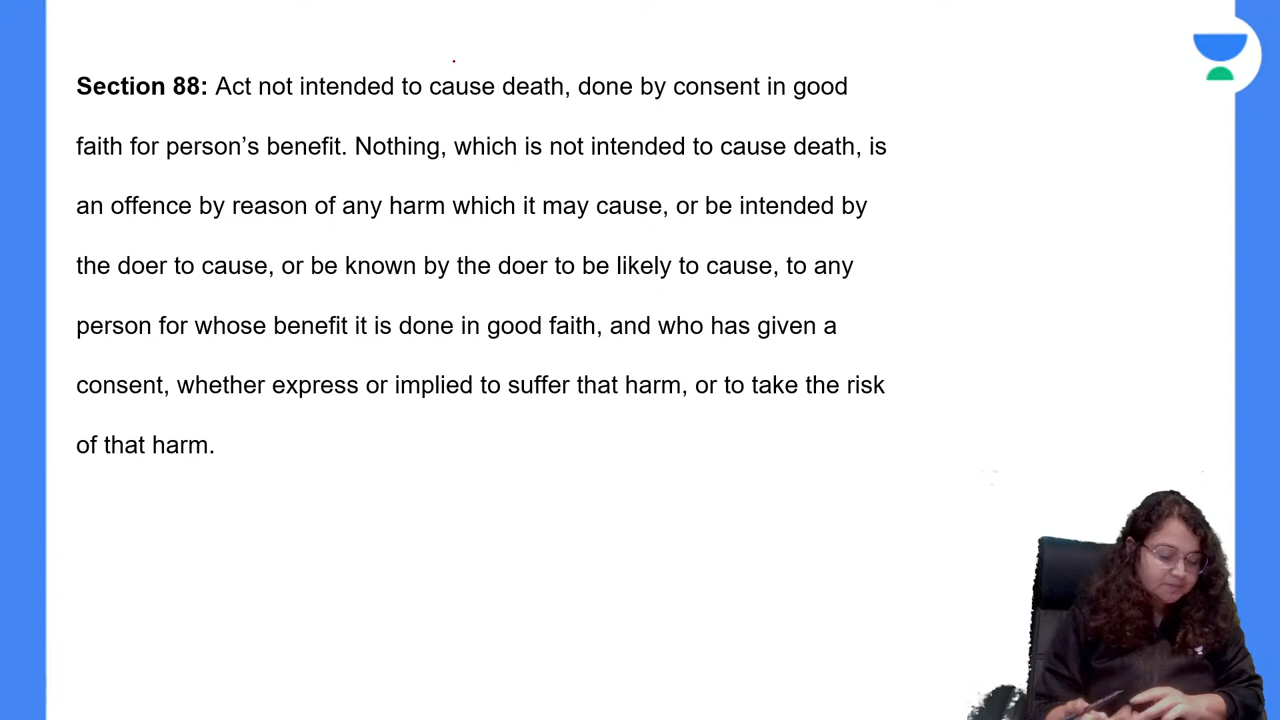 Section 88: Act not intended to cause death, done by consent in good
faith for person’s benefit. Nothing, which is not intended to cause death, is
an offence by reason of any harm which it may cause, or be intended by
the doer to cause, or be known by the doer to be likely to cause, to any
person for whose benefit it is done in good faith, and who has given a
consent, whether express or implied to suffer that harm, or to take the risk
of that harm.